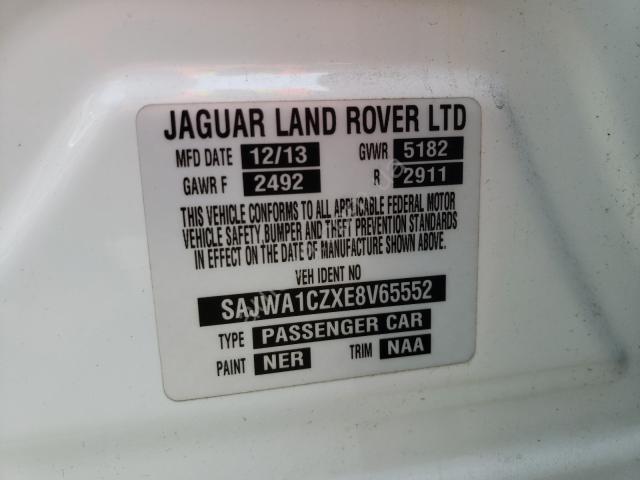 JAGUAR LAND ROVER LTD
MFD DATE 12/13 GVWR 5182
GAWR F 2492 R 2911
THIS VEHICLE CONFORMS TO ALL APPLICABLE FEDERAL MOTOR
VEHICLE SAFETY, BUMPER AND THEFT PREVENTION STANDARDS
IN EFFECT ON THE DATE OF MANUFACTURE SHOWN ABOVE.
VEH IDENT NO
SAJWA1CZXE8V65552
TYPE PASSENGER CAR
PAINT NER TRIM NAA